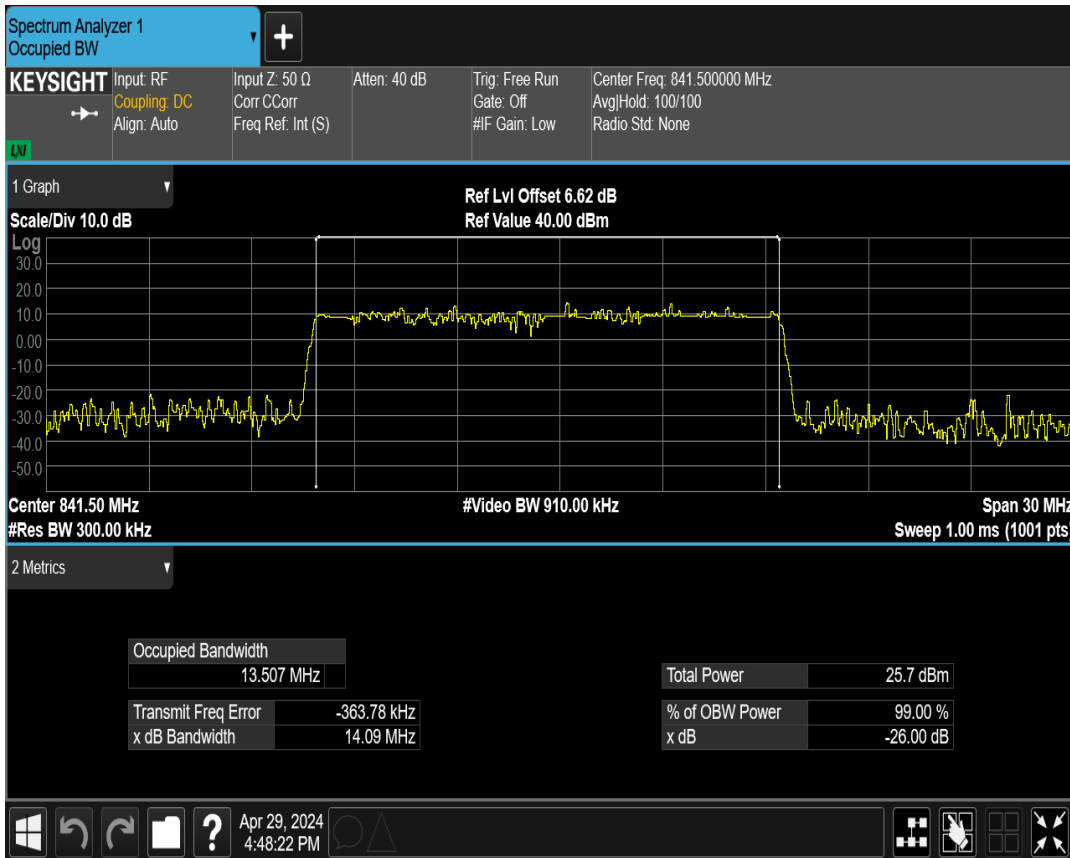 Spectrum Analyzer 1
Occupied BW
+
KEYSIGHT
LXI
Input: RF
Coupling: DC
Align: Auto
Input Z: 50 Ω
Corr CCorr
Freq Ref: Int (S)
Atten: 40 dB
Trig: Free Run
Gate: Off
#IF Gain: Low
Center Freq: 841.500000 MHz
Avg|Hold: 100/100
Radio Std: None
1 Graph
Scale/Div 10.0 dB
Ref Lvl Offset 6.62 dB
Ref Value 40.00 dBm
Log
30.0
20.0
10.0
0.00
-10.0
-20.0
-30.0
-40.0
-50.0
Center 841.50 MHz
#Video BW 910.00 kHz
Span 30 MHz
#Res BW 300.00 kHz
Sweep 1.00 ms (1001 pts)
2 Metrics
Occupied Bandwidth
13.507 MHz
Total Power 25.7 dBm
Transmit Freq Error -363.78 kHz
% of OBW Power 99.00 %
x dB Bandwidth 14.09 MHz
x dB -26.00 dB
?
Apr 29, 2024
4:48:22 PM